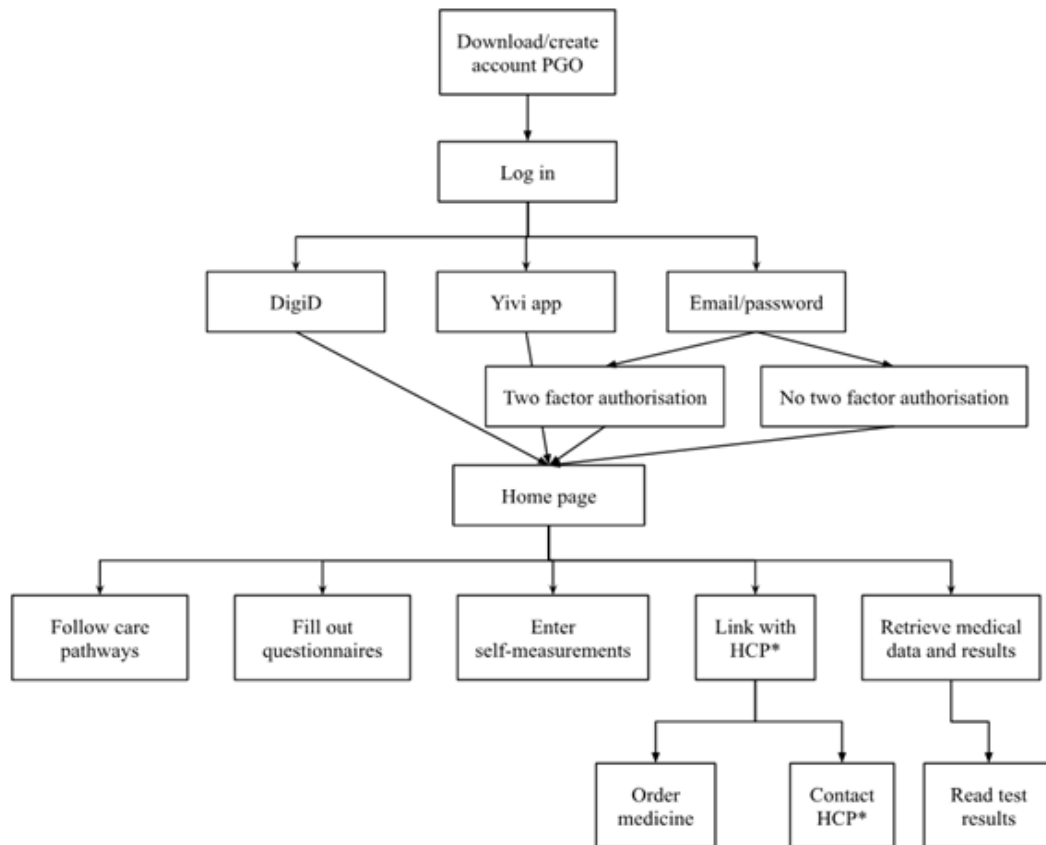 Download/create
account PGO
Log in
DigiD
Yivi app
Email/password
Two factor authorisation
No two factor authorisation
Home page
Follow care
pathways
Fill out
questionnaires
Enter
self-measurements
Link with
HCP*
Retrieve medical
data and results
Order
medicine
Contact
HCP*
Read test
results